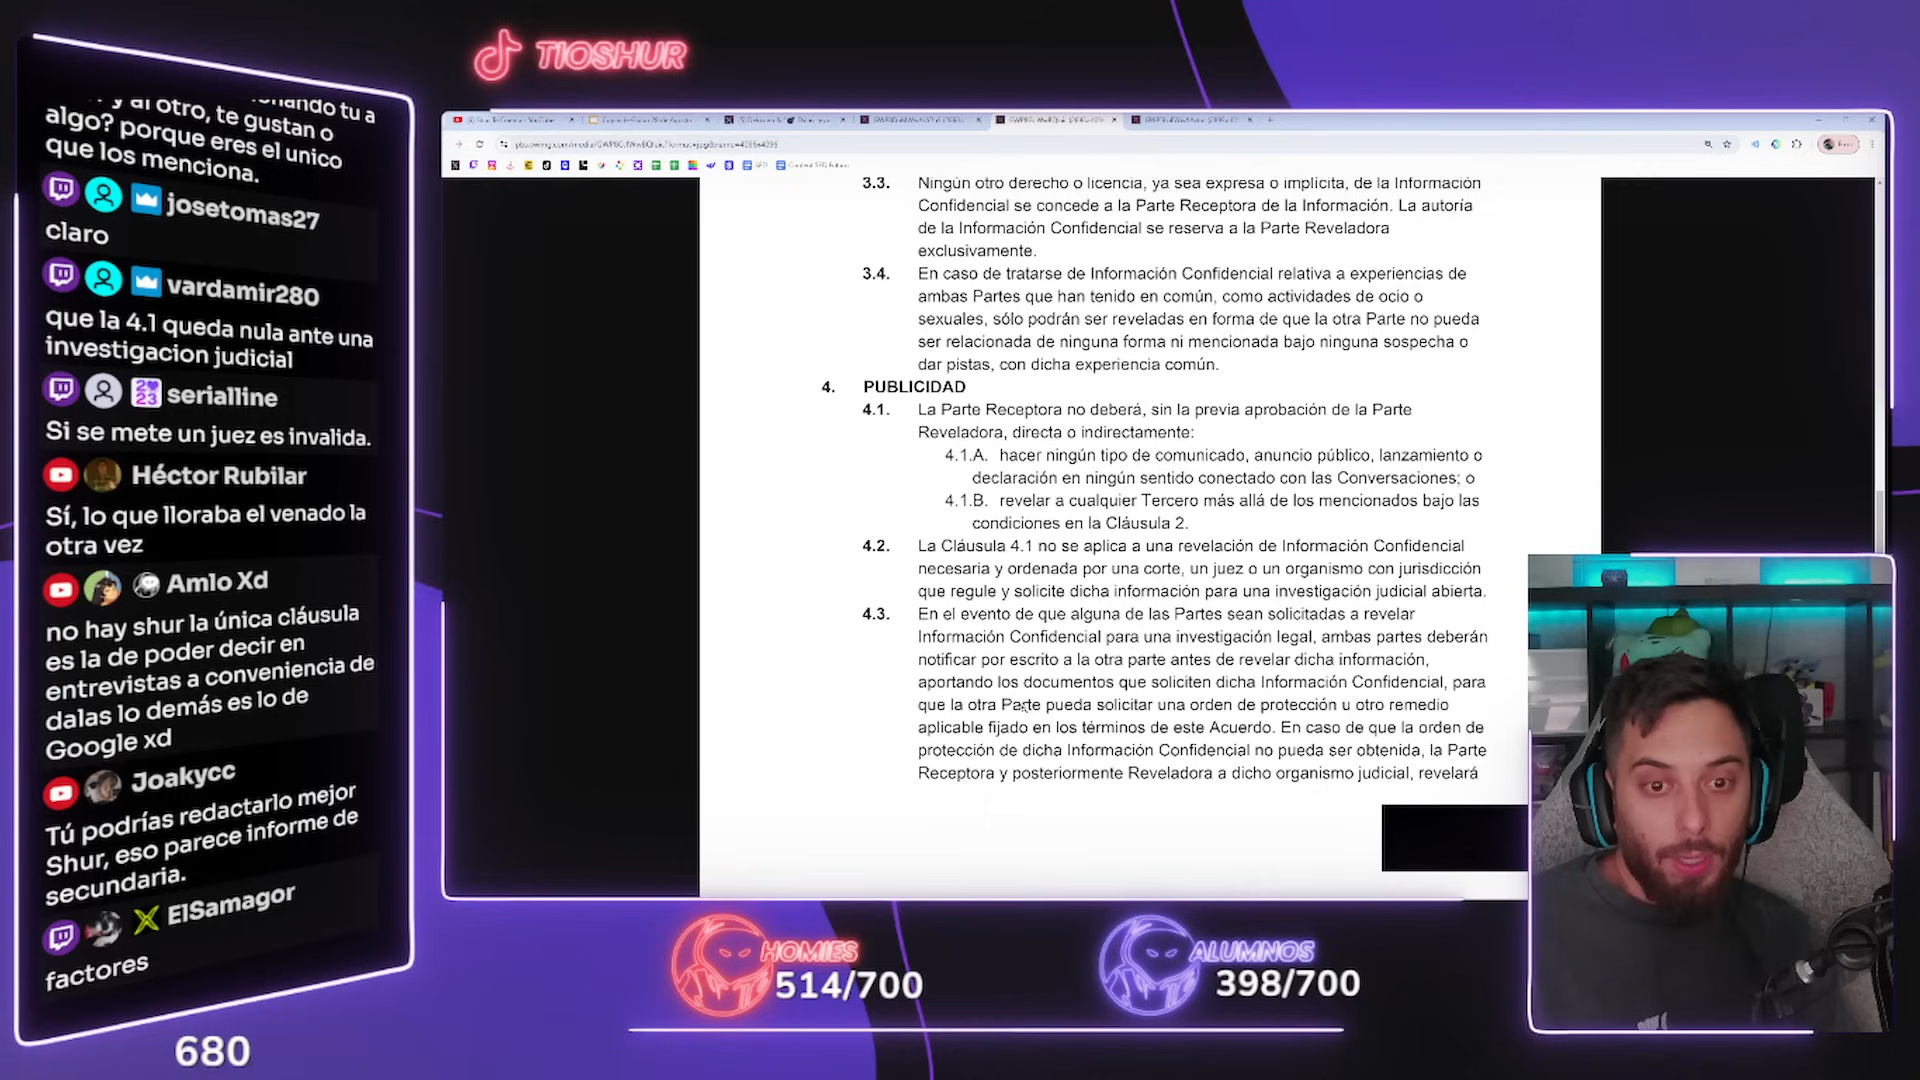 TIOSHUR
algo? porque eres el unico
que los menciona.
josetomas27
claro
vardamir280
que la 4.1 queda nula ante una
investigacion judicial
serialline
Si se mete un juez es invalida.
Héctor Rubilar
Sí, lo que lloraba el venado la
otra vez
Amlo Xd
no hay shur la única cláusula
es la de poder decir en
entrevistas a conveniencia de
dalas lo demás es lo de
Google xd
Joakycc
Tú podrías redactarlo mejor
Shur, eso parece informe de
secundaria.
ElSamagor
factores
680
3.3. Ningún otro derecho o licencia, ya sea expresa o implícita, de la Información
Confidencial se concede a la Parte Receptora de la Información. La autoría
de la Información Confidencial se reserva a la Parte Reveladora
exclusivamente.
3.4. En caso de tratarse de Información Confidencial relativa a experiencias de
ambas Partes que han tenido en común, como actividades de ocio o
sexuales, sólo podrán ser reveladas en forma de que la otra Parte no pueda
ser relacionada de ninguna forma ni mencionada bajo ninguna sospecha o
dar pistas, con dicha experiencia común.
4. PUBLICIDAD
4.1. La Parte Receptora no deberá, sin la previa aprobación de la Parte
Reveladora, directa o indirectamente:
4.1.A. hacer ningún tipo de comunicado, anuncio público, lanzamiento o
declaración en ningún sentido conectado con las Conversaciones; o
4.1.B. revelar a cualquier Tercero más allá de los mencionados bajo las
condiciones en la Cláusula 2.
4.2. La Cláusula 4.1 no se aplica a una revelación de Información Confidencial
necesaria y ordenada por una corte, un juez o un organismo con jurisdicción
que regule y solicite dicha información para una investigación judicial abierta.
4.3. En el evento de que alguna de las Partes sean solicitadas a revelar
Información Confidencial para una investigación legal, ambas partes deberán
notificar por escrito a la otra parte antes de revelar dicha información,
aportando los documentos que soliciten dicha Información Confidencial, para
que la otra Parte pueda solicitar una orden de protección u otro remedio
aplicable fijado en los términos de este Acuerdo. En caso de que la orden de
protección de dicha Información Confidencial no pueda ser obtenida, la Parte
Receptora y posteriormente Reveladora a dicho organismo judicial, revelará
HOMIES
514/700
ALUMNOS
398/700